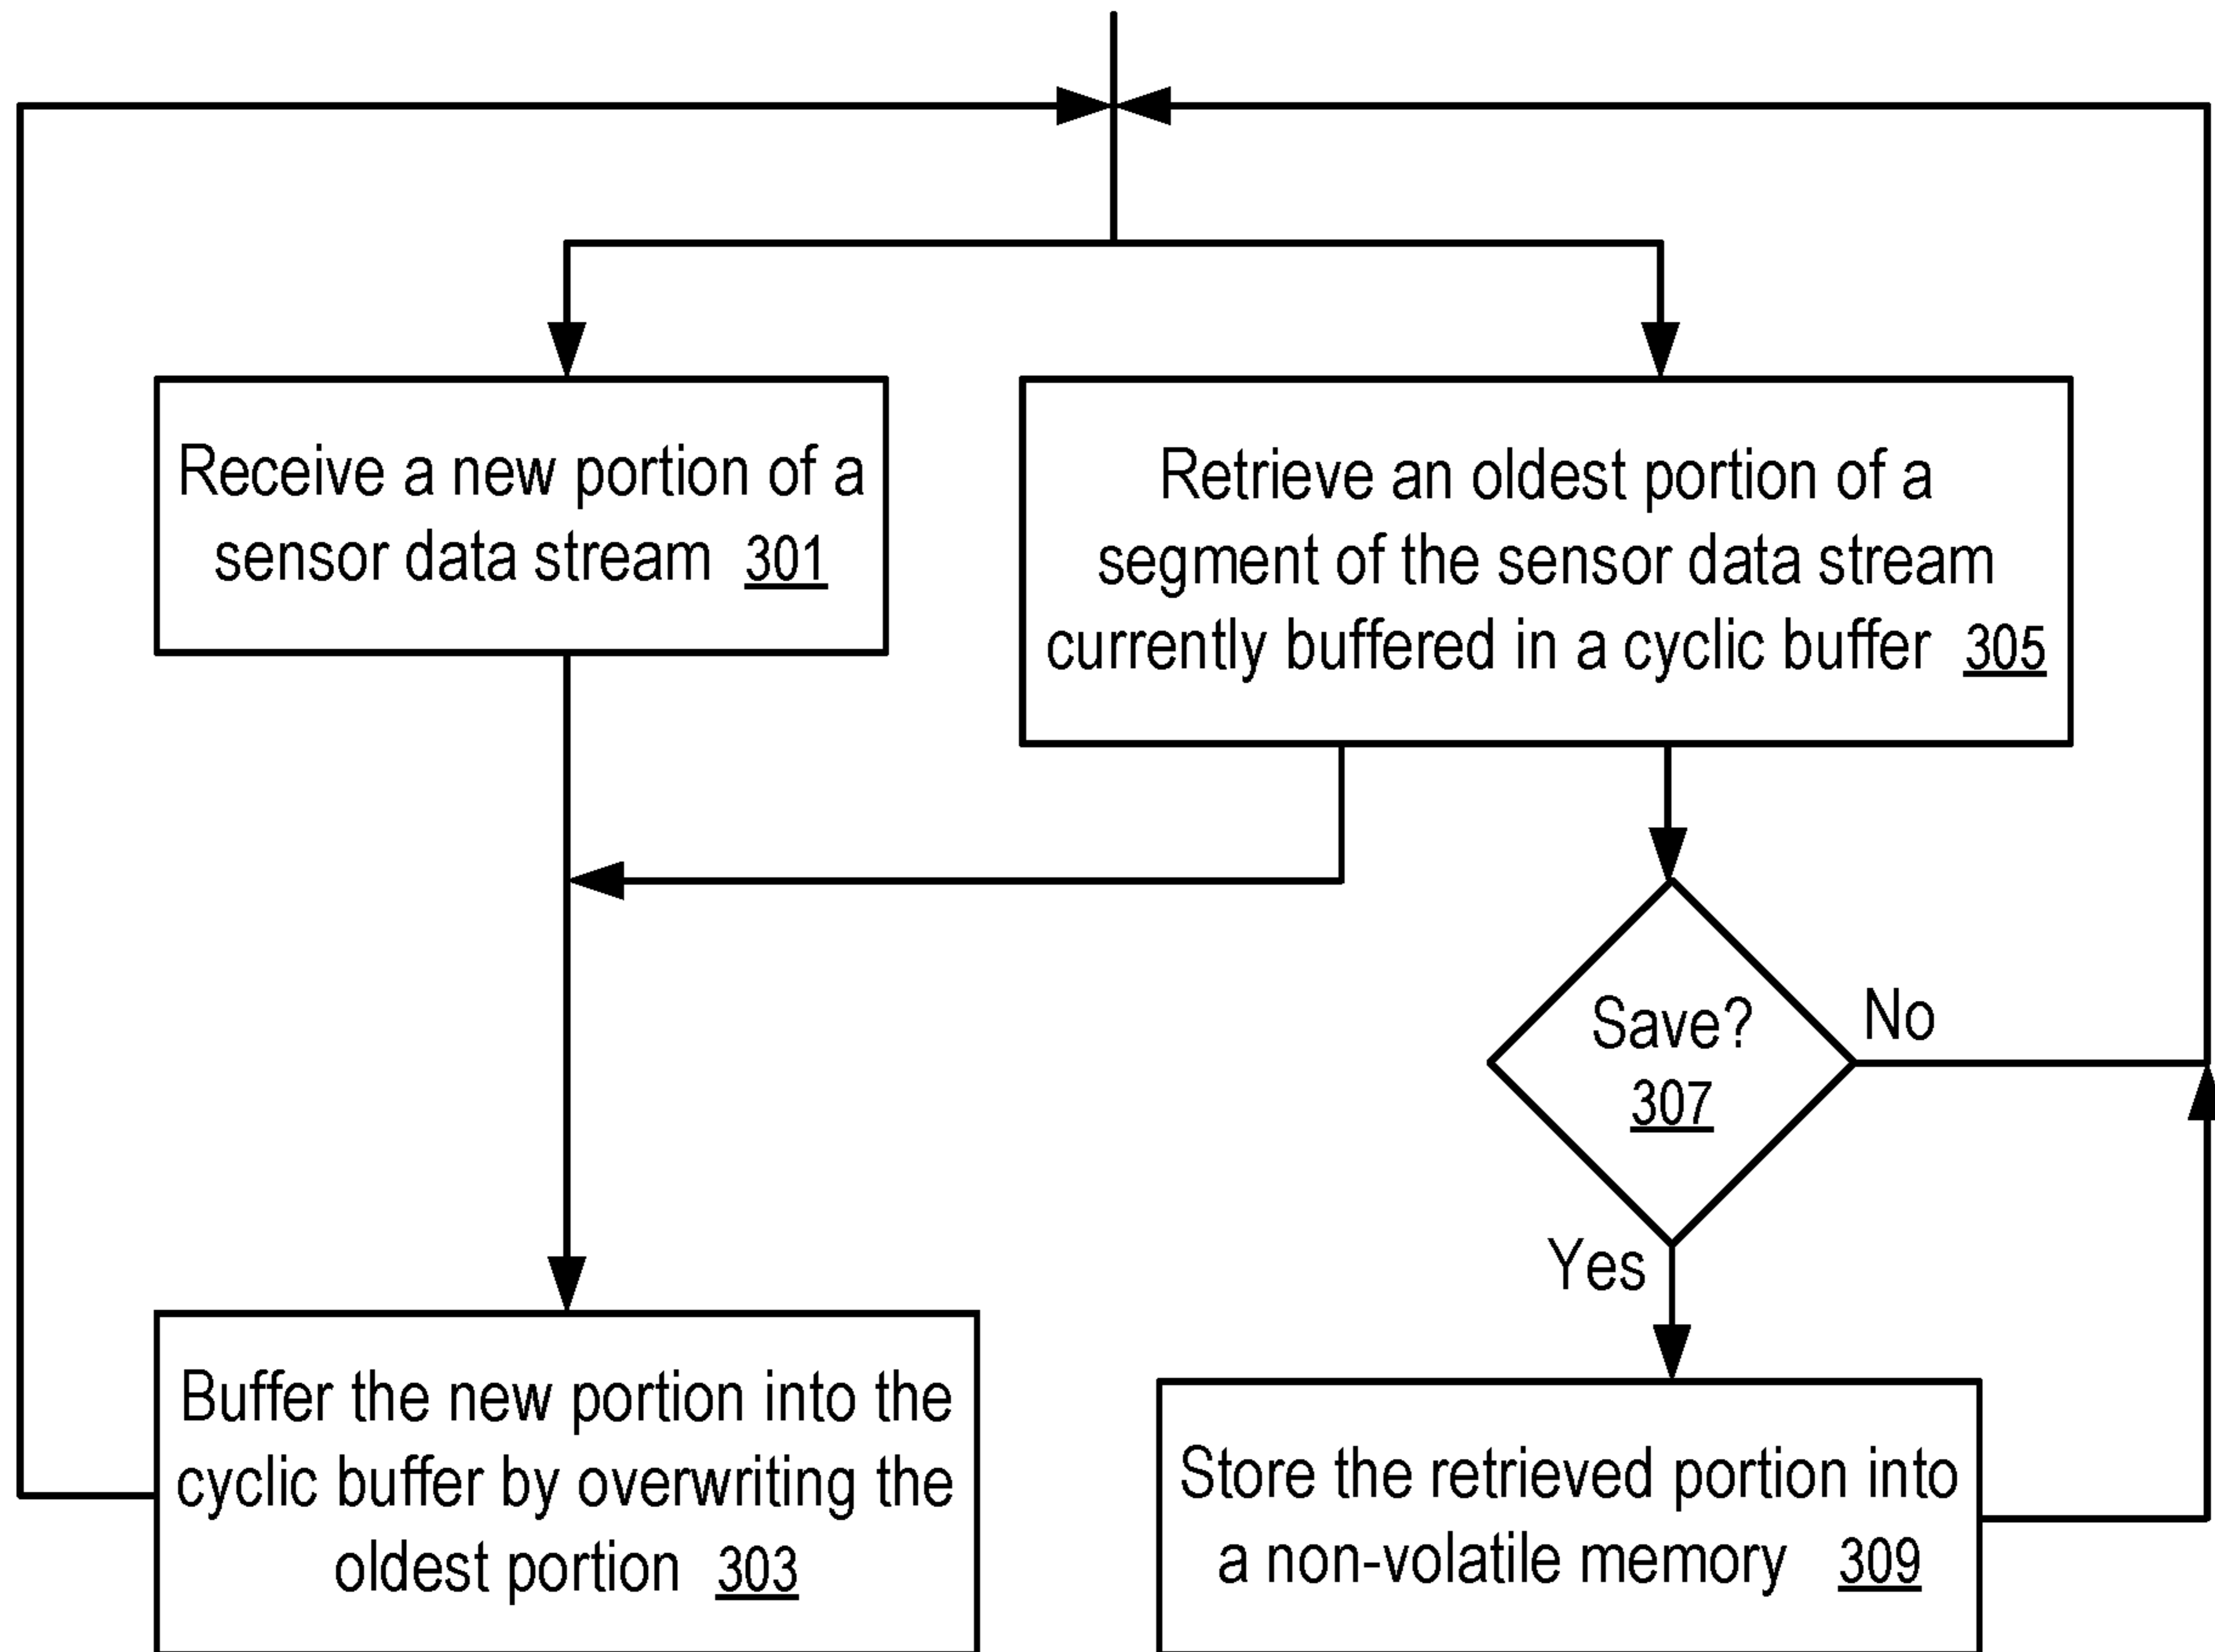 Receive a new portion of a
sensor data stream 301
Retrieve an oldest portion of a
segment of the sensor data stream
currently buffered in a cyclic buffer 305
Save?
307
No
Yes
Buffer the new portion into the
cyclic buffer by overwriting the
oldest portion 303
Store the retrieved portion into
a non-volatile memory 309